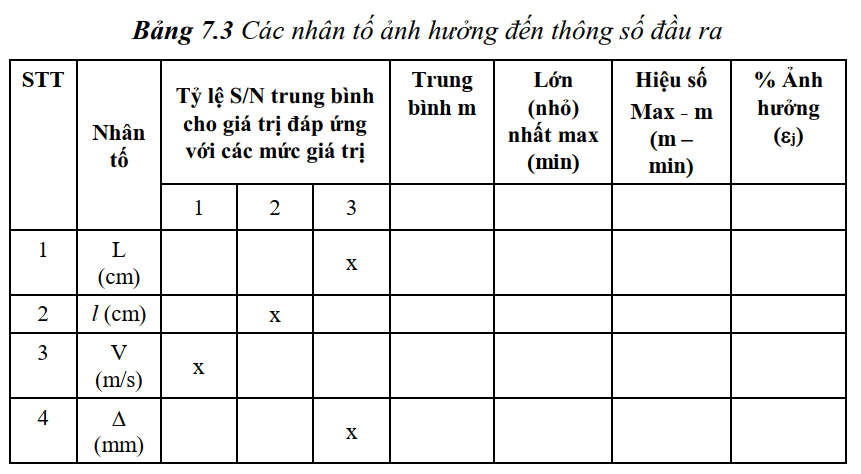 Bảng 7.3 Các nhân tố ảnh hưởng đến thông số đầu ra
STT
Nhân
tố
Tỷ lệ S/N trung bình
cho giá trị đáp ứng
với các mức giá trị
Trung
bình m
Lớn
(nhỏ)
nhất max
(min)
Hiệu số
Max - m
(m –
min)
% Ảnh
hưởng
(εj)
1 2 3
1 L
(cm)
x
2 l (cm) x
3 V
(m/s)
x
4 Δ
(mm)
x